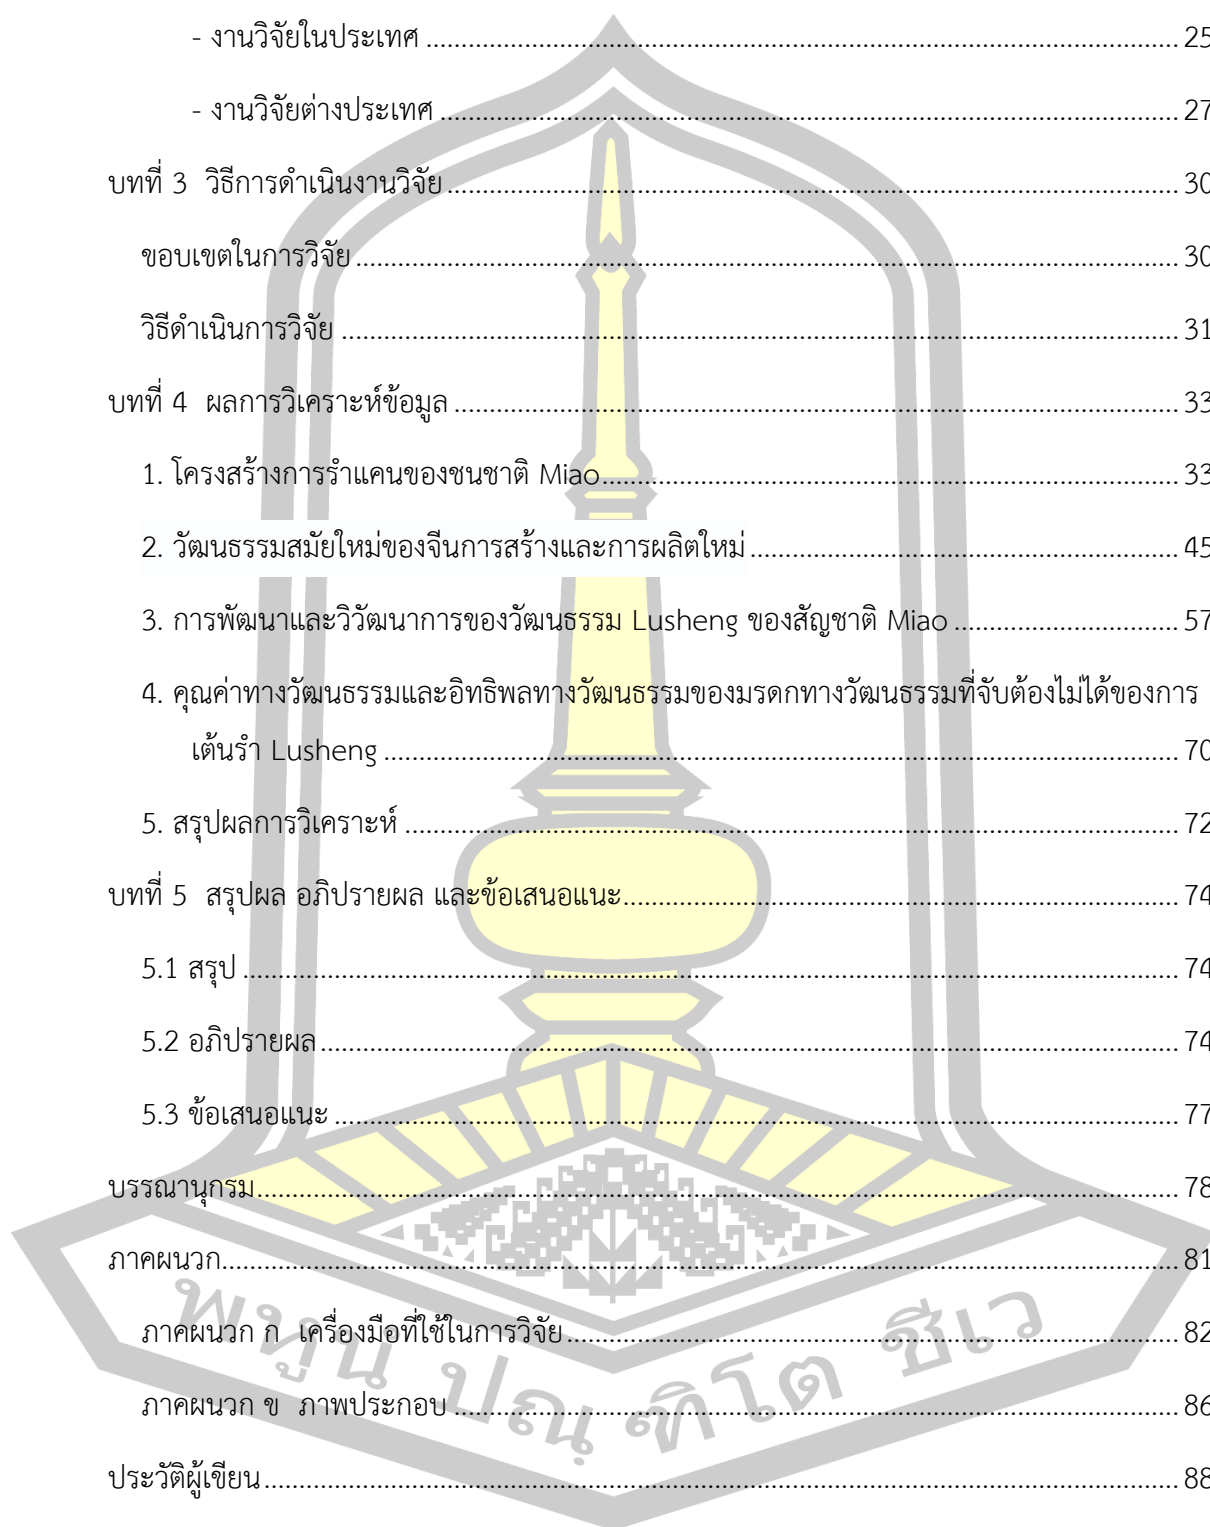 - งานวิจัยในประเทศ ........ 25
- งานวิจัยต่างประเทศ ........ 27
บทที่ 3 วิธีการดำเนินงานวิจัย ........ 30
ขอบเขตในการวิจัย ........ 30
วิธีดำเนินการวิจัย ........ 31
บทที่ 4 ผลการวิเคราะห์ข้อมูล ........ 33
1. โครงสร้างการรำแคนของชนชาติ Miao ........ 33
2. วัฒนธรรมสมัยใหม่ของจีนการสร้างและการผลิตใหม่ ........ 45
3. การพัฒนาและวิวัฒนาการของวัฒนธรรม Lusheng ของสัญชาติ Miao ........ 57
4. คุณค่าทางวัฒนธรรมและอิทธิพลทางวัฒนธรรมของมรดกทางวัฒนธรรมที่จับต้องไม่ได้ของการ
เต้นรำ Lusheng ........ 70
5. สรุปผลการวิเคราะห์ ........ 72
บทที่ 5 สรุปผล อภิปรายผล และข้อเสนอแนะ ........ 74
5.1 สรุป ........ 74
5.2 อภิปรายผล ........ 74
5.3 ข้อเสนอแนะ ........ 77
บรรณานุกรม ........ 78
ภาคผนวก ........ 81
ภาคผนวก ก เครื่องมือที่ใช้ในการวิจัย ........ 82
ภาคผนวก ข ภาพประกอบ ........ 86
ประวัติผู้เขียน ........ 88
พหูน ปณฺฑิโต ชีเว